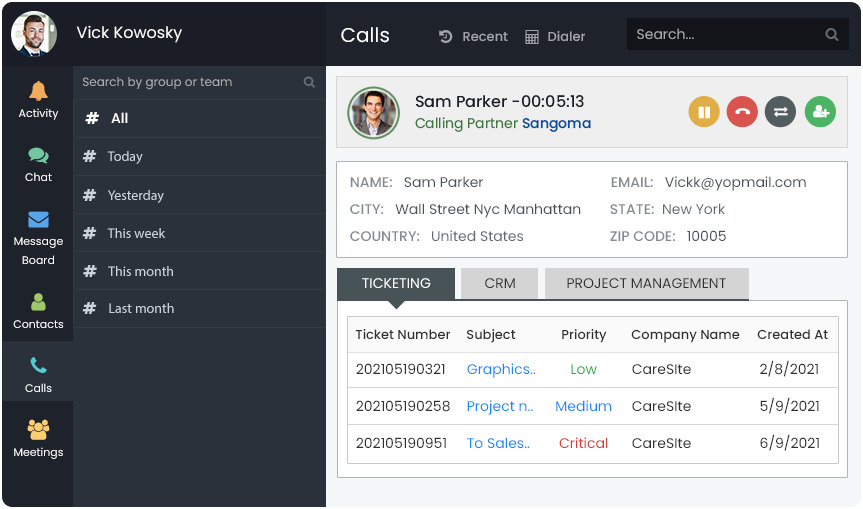 Vick Kowosky
Calls
Recent
Dialer
Search...
Activity
Chat
Message
Board
Contacts
Calls
Meetings
Search by group or team
# All
# Today
# Yesterday
# This week
# This month
# Last month
Sam Parker -00:05:13
Calling Partner Sangoma
NAME: Sam Parker EMAIL: Vickk@yopmail.com
CITY: Wall Street Nyc Manhattan STATE: New York
COUNTRY: United States ZIP CODE: 10005
TICKETING CRM PROJECT MANAGEMENT
Ticket Number Subject Priority Company Name Created At
202105190321 Graphics.. Low CareSIte 2/8/2021
202105190258 Project n.. Medium CareSIte 5/9/2021
202105190951 To Sales.. Critical CareSIte 6/9/2021